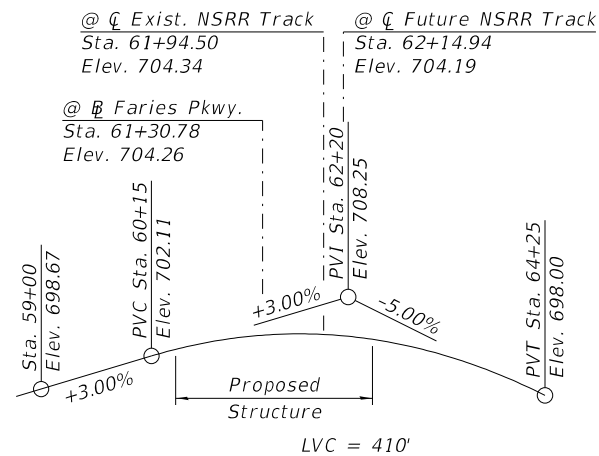 @ ℄ Exist. NSRR Track
Sta. 61+94.50
Elev. 704.34
@ ℄ Future NSRR Track
Sta. 62+14.94
Elev. 704.19
@ BL Faries Pkwy.
Sta. 61+30.78
Elev. 704.26
Sta. 59+00
Elev. 698.67
PVC Sta. 60+15
Elev. 702.11
PVI Sta. 62+20
Elev. 708.25
PVT Sta. 64+25
Elev. 698.00
+3.00%
+3.00%
-5.00%
Proposed
Structure
LVC = 410'